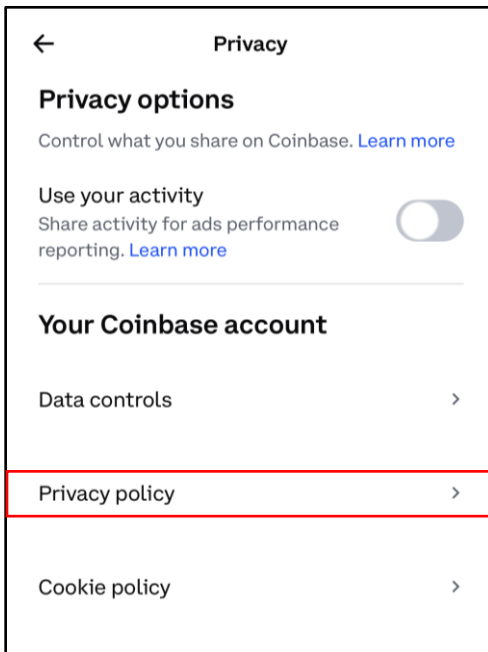 Privacy
Privacy options
Control what you share on Coinbase. Learn more
Use your activity
Share activity for ads performance
reporting. Learn more
Your Coinbase account
Data controls
Privacy policy
Cookie policy